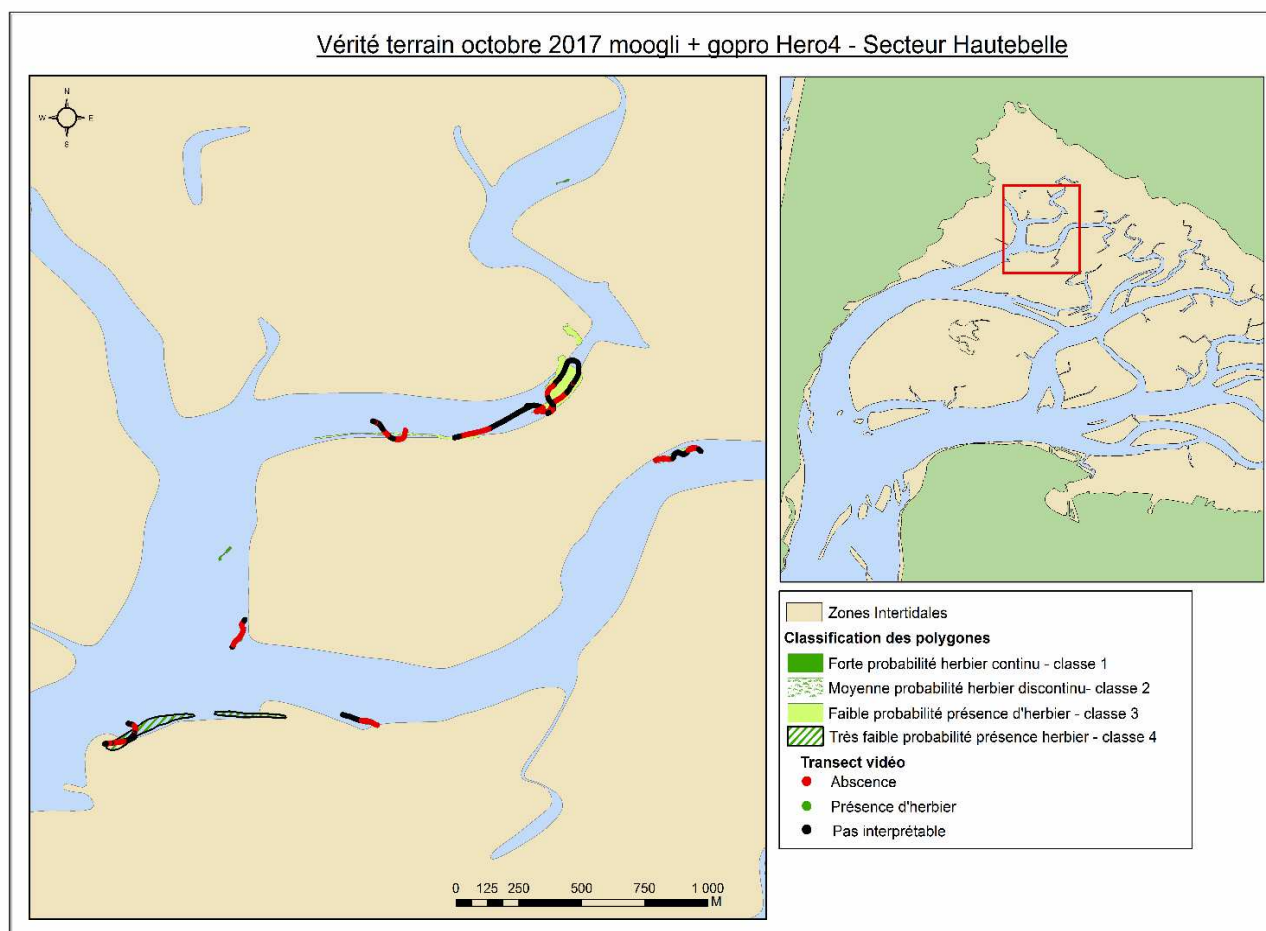 Vérité terrain octobre 2017 moogli + gopro Hero4 - Secteur Hautebelle
N
W E
S
0 125 250 500 750 1 000
M
Zones Intertidales
Classification des polygones
Forte probabilité herbier continu - classe 1
Moyenne probabilité herbier discontinu- classe 2
Faible probabilité présence d'herbier - classe 3
Très faible probabilité présence herbier - classe 4
Transect vidéo
Abscence
Présence d'herbier
Pas interprétable